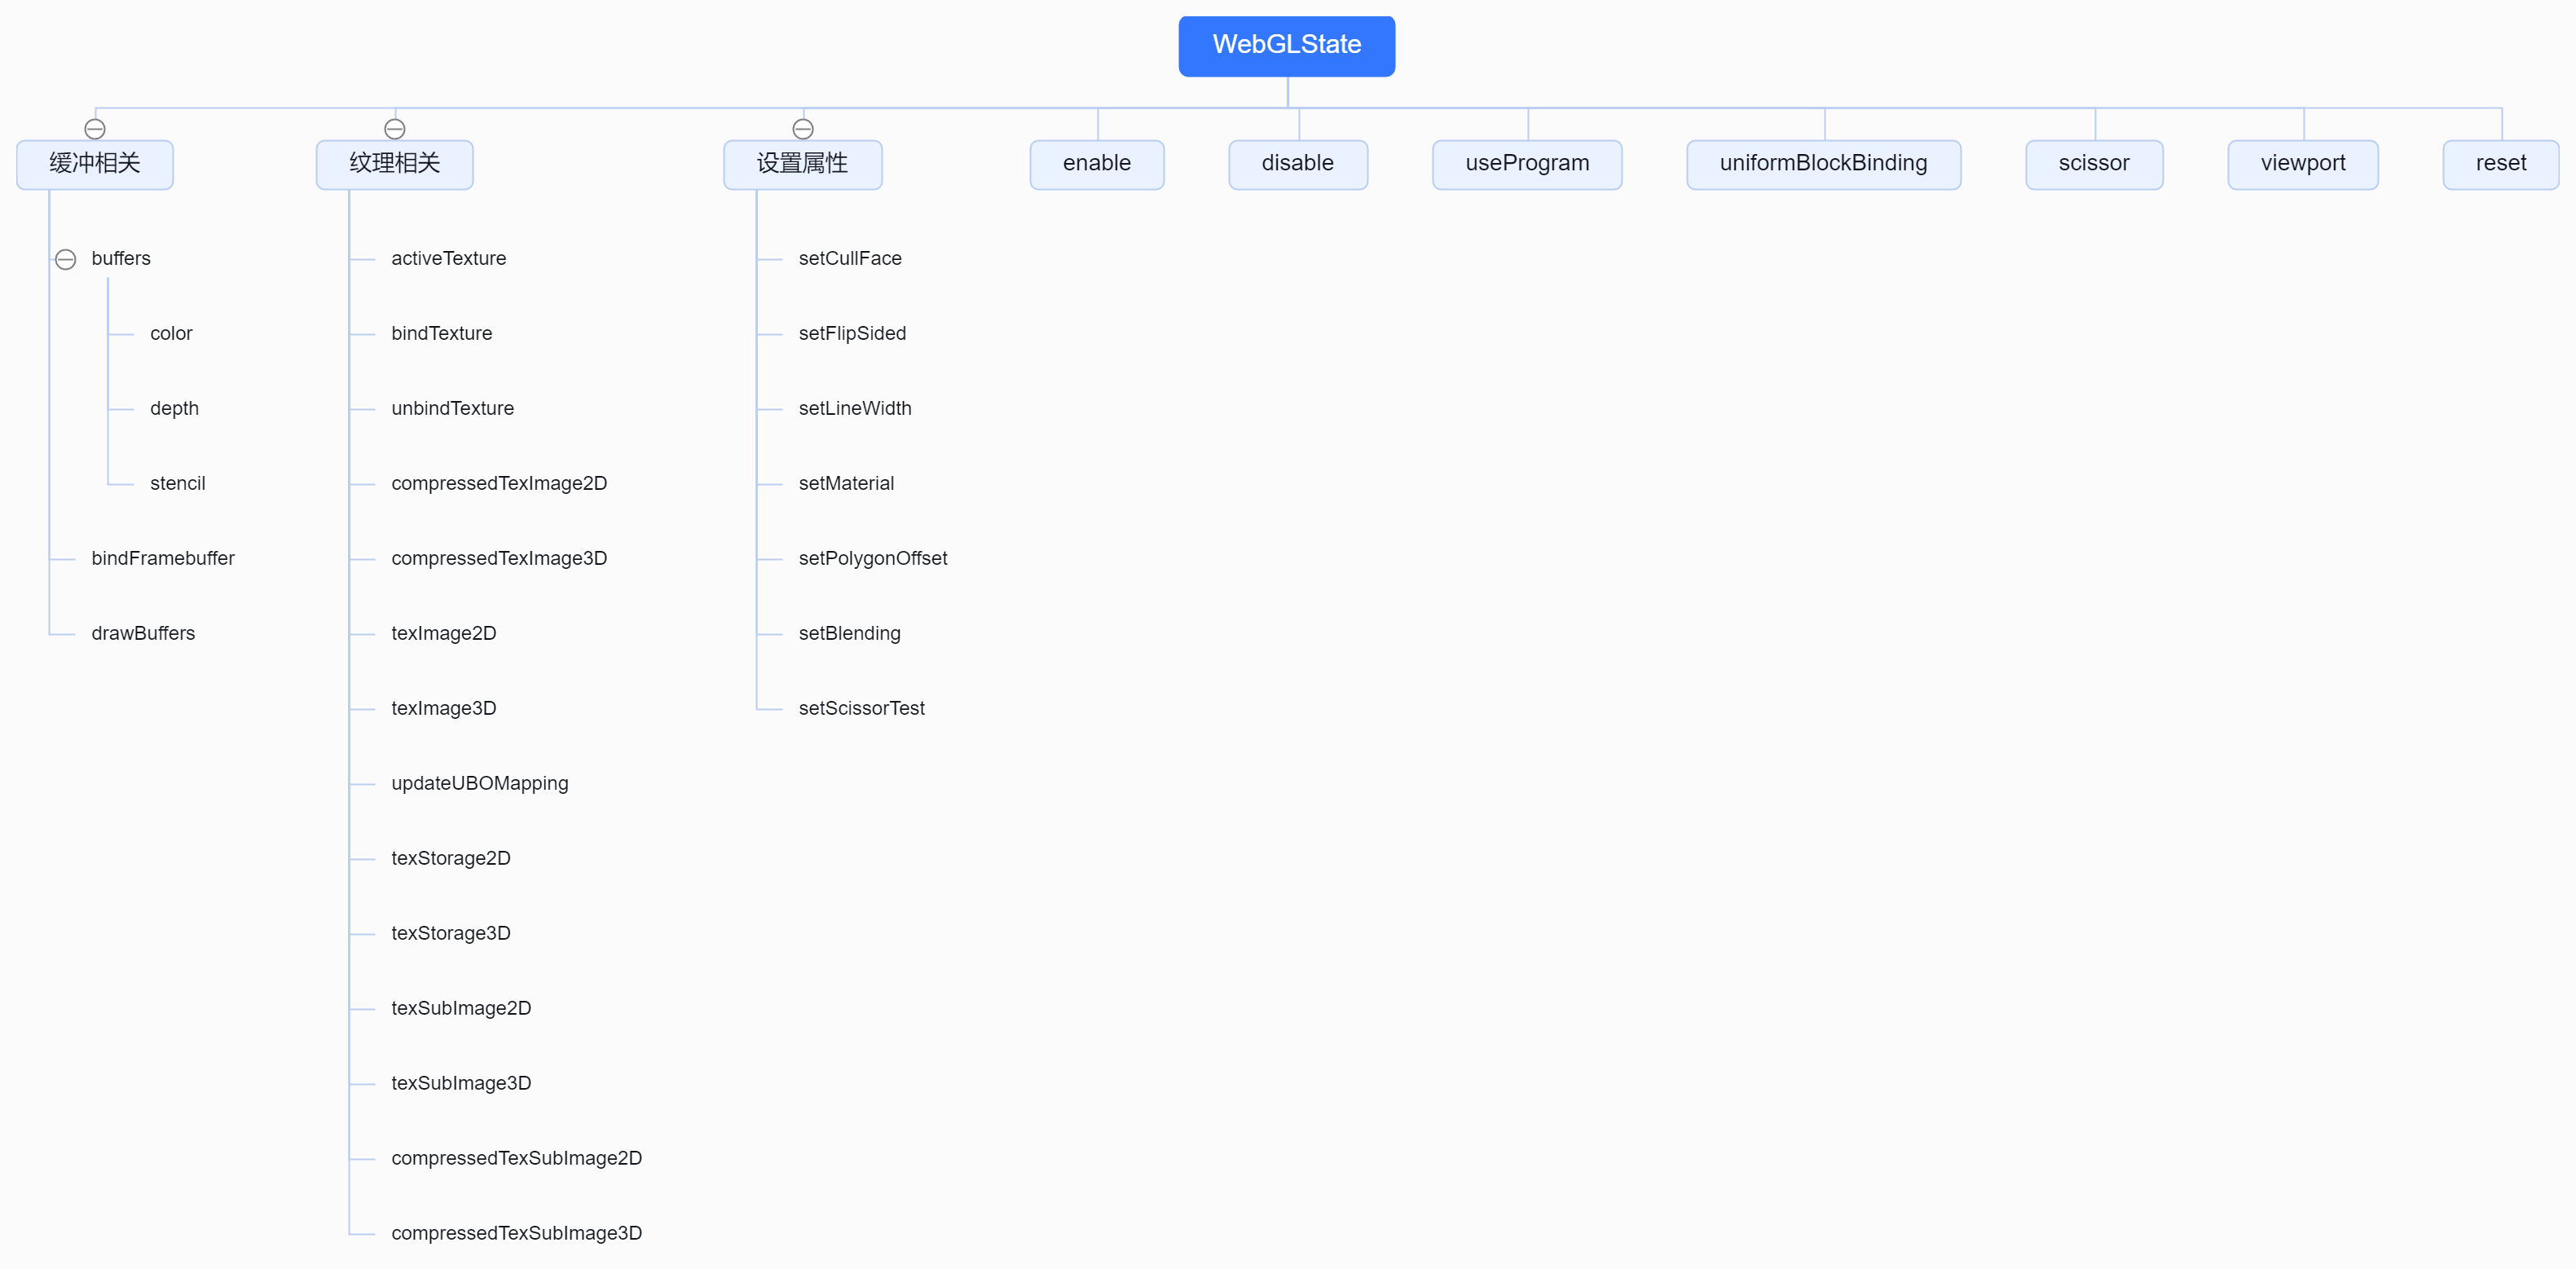 WebGLState
缓冲相关
buffers
color
depth
stencil
bindFramebuffer
drawBuffers
纹理相关
activeTexture
bindTexture
unbindTexture
compressedTexImage2D
compressedTexImage3D
texImage2D
texImage3D
updateUBOMapping
texStorage2D
texStorage3D
texSubImage2D
texSubImage3D
compressedTexSubImage2D
compressedTexSubImage3D
设置属性
setCullFace
setFlipSided
setLineWidth
setMaterial
setPolygonOffset
setBlending
setScissorTest
enable
disable
useProgram
uniformBlockBinding
scissor
viewport
reset